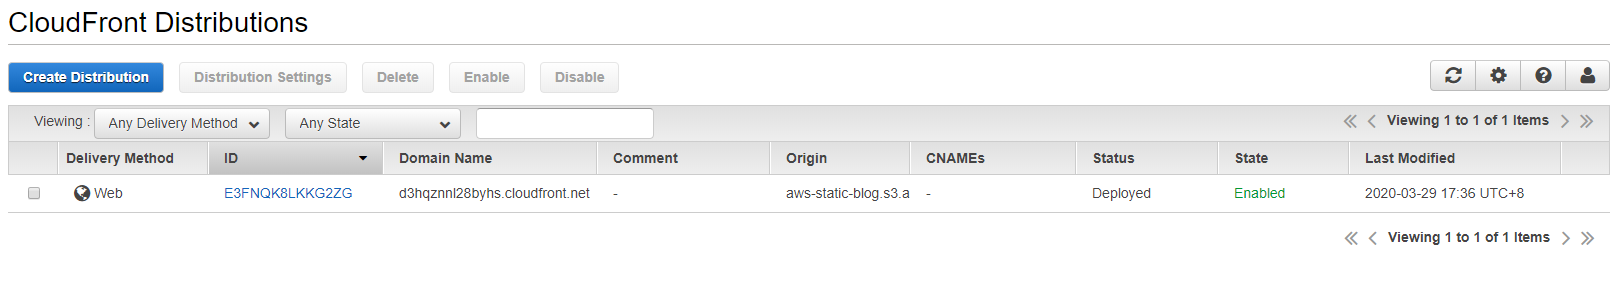 CloudFront Distributions
Create Distribution Distribution Settings Delete Enable Disable
Viewing : Any Delivery Method Any State Viewing 1 to 1 of 1 Items
Delivery Method ID Domain Name Comment Origin CNAMEs Status State Last Modified
Web E3FNQK8LKKG2ZG d3hqznnl28byhs.cloudfront.net - aws-static-blog.s3.a - Deployed Enabled 2020-03-29 17:36 UTC+8
Viewing 1 to 1 of 1 Items